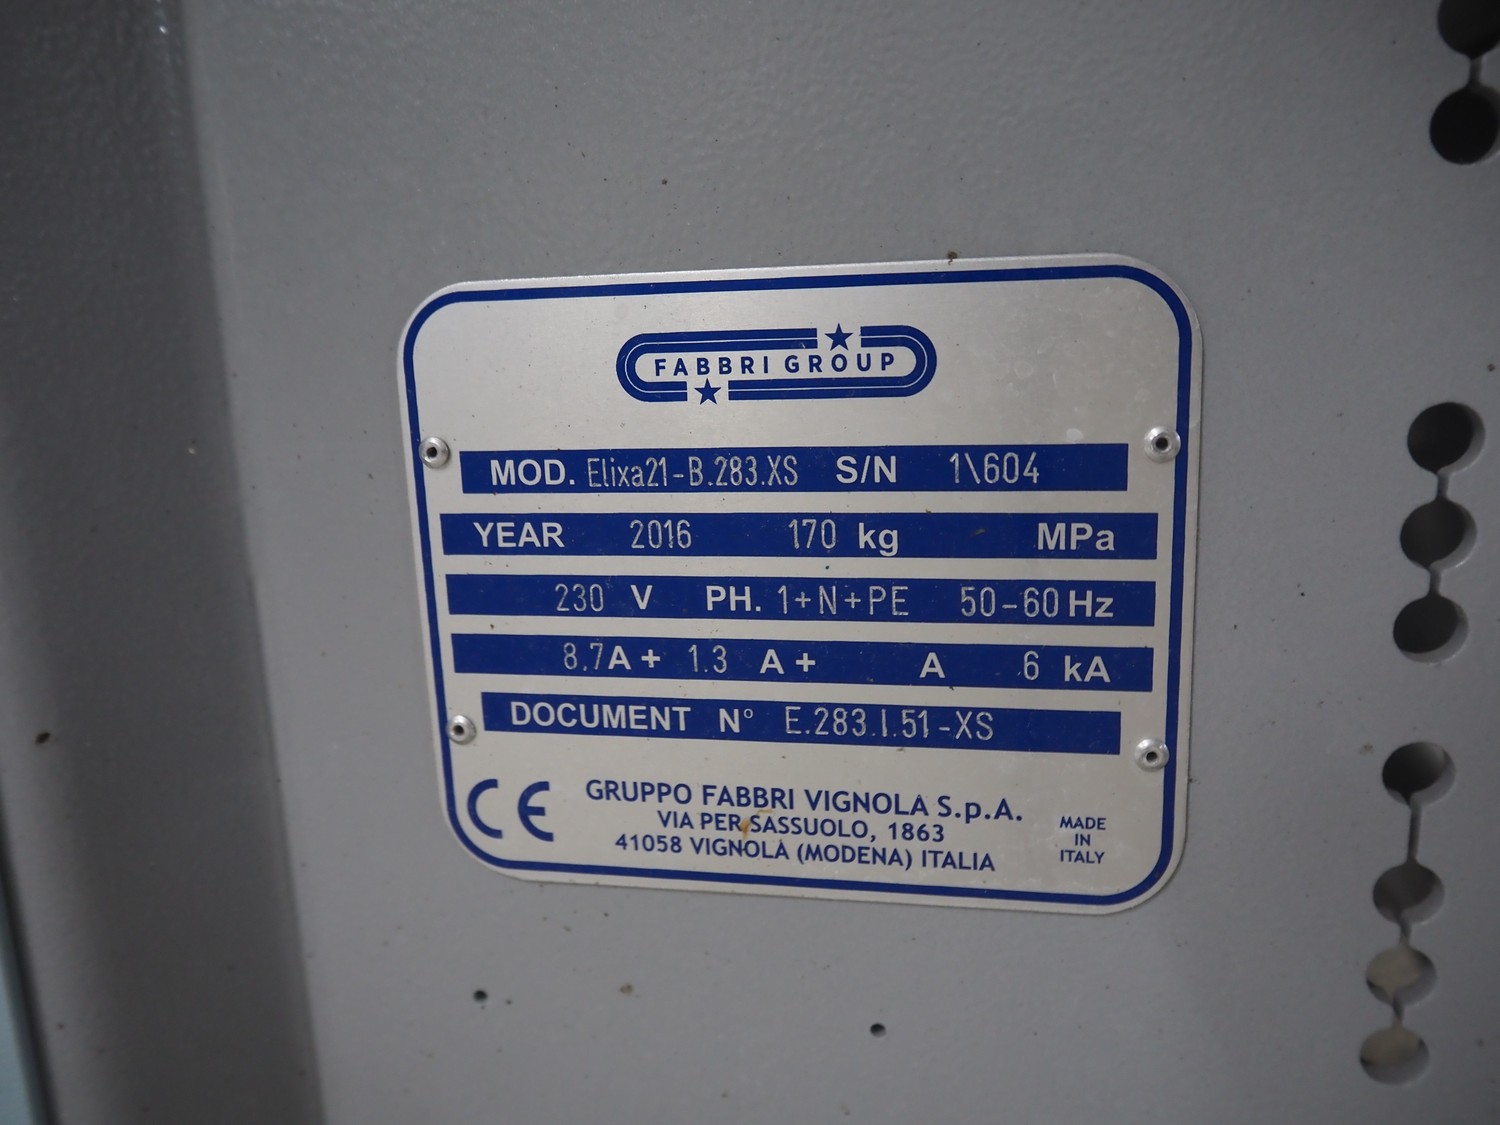 FABBRI GROUP
MOD. Elixa21-B.283.XS S/N 1\604
YEAR 2016 170 kg MPa
230 V PH. 1+N+PE 50-60 Hz
8.7A + 1.3 A + A 6 kA
DOCUMENT N° E.283.I.51-XS
CE
GRUPPO FABBRI VIGNOLA S.p.A.
VIA PER SASSUOLO, 1863
41058 VIGNOLA (MODENA) ITALIA
MADE
IN
ITALY